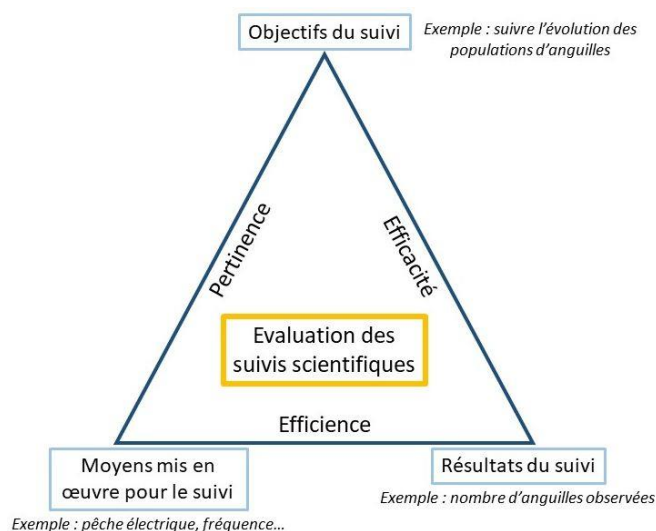 Objectifs du suivi
Exemple : suivre l’évolution des
populations d’anguilles
Pertinence
Efficacité
Evaluation des
suivis scientifiques
Efficience
Moyens mis en
œuvre pour le suivi
Exemple : pêche électrique, fréquence…
Résultats du suivi
Exemple : nombre d’anguilles observées